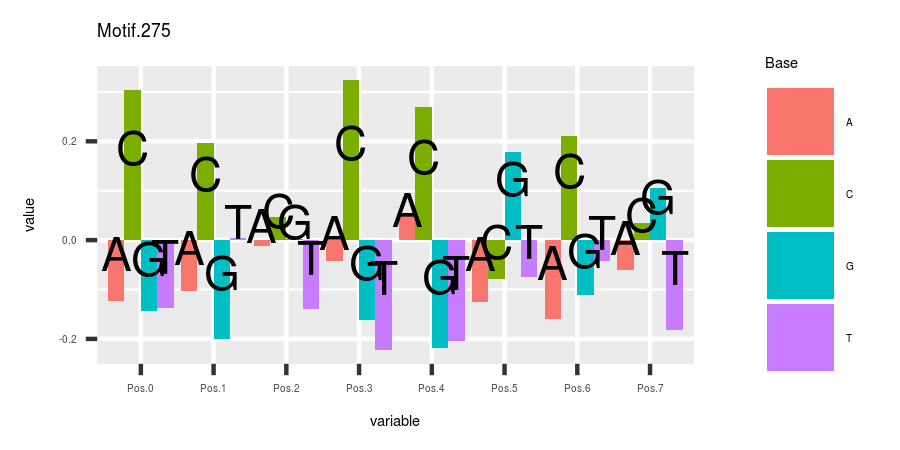 Motif.275
Base
value
0.2
0.0
-0.2
A C G T
A C G T
A C G T
A C G T
A C G T
A C G T
A C G T
A C G T
Pos.0 Pos.1 Pos.2 Pos.3 Pos.4 Pos.5 Pos.6 Pos.7
variable
A
C
G
T